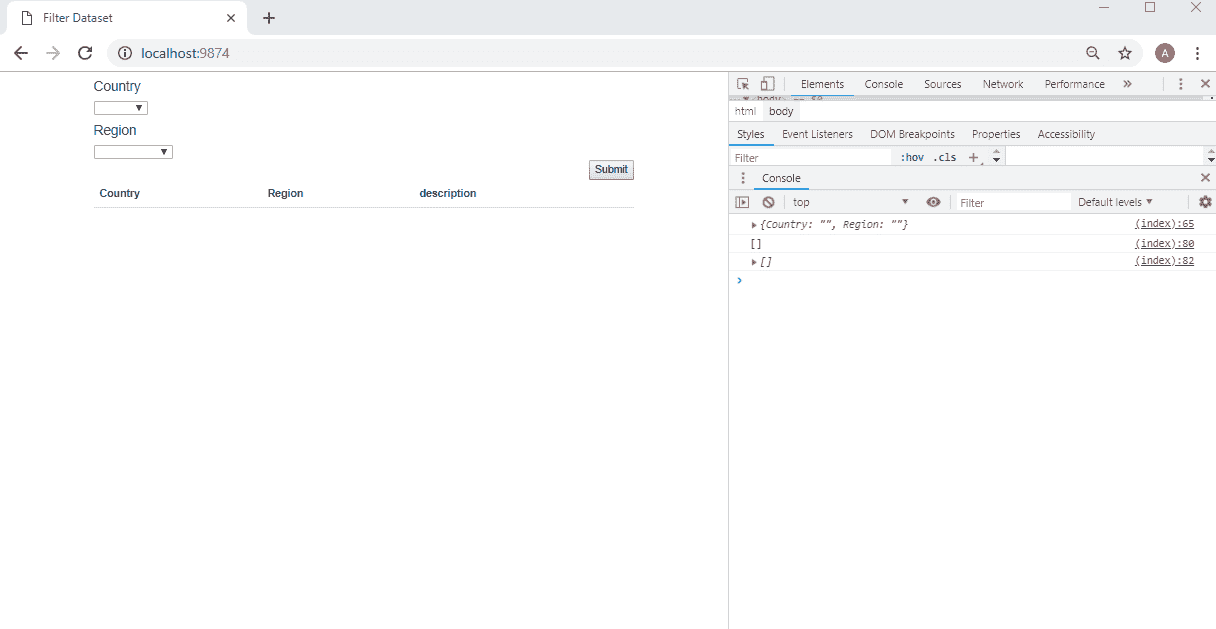 Filter Dataset
localhost:9874
A
Country
Region
Submit
Country Region description
Elements Console Sources Network Performance »
html body
Styles Event Listeners DOM Breakpoints Properties Accessibility
Filter :hov .cls +
Console
top Filter Default levels
{Country: "", Region: ""} (index):65
[] (index):80
[] (index):82